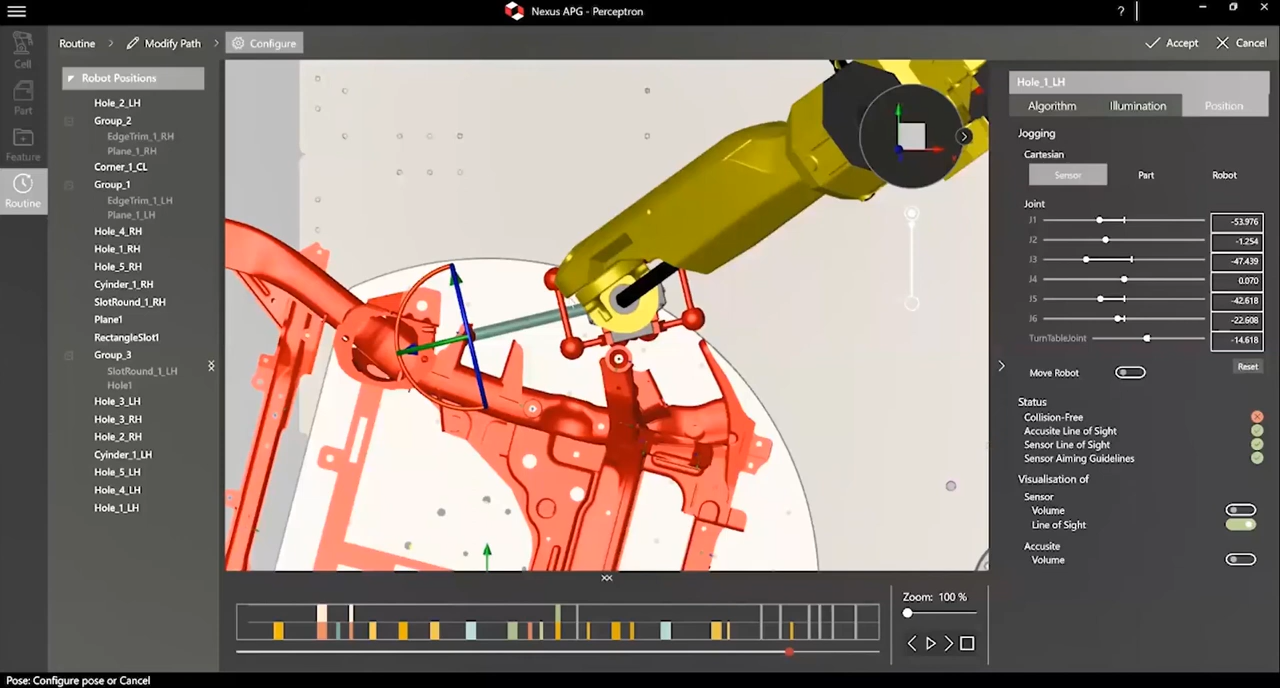 Nexus APG - Perceptron
?
Routine > Modify Path > Configure
Accept Cancel
Cell
Part
Feature
Routine
Robot Positions
Hole_2_LH
Group_2
EdgeTrim_1_RH
Plane_1_RH
Corner_1_CL
Group_1
EdgeTrim_1_LH
Plane_1_LH
Hole_4_RH
Hole_1_RH
Hole_5_RH
Cyinder_1_RH
SlotRound_1_RH
Plane1
RectangleSlot1
Group_3
SlotRound_1_LH
Hole1
Hole_3_LH
Hole_3_RH
Hole_2_RH
Cyinder_1_LH
Hole_5_LH
Hole_4_LH
Hole_1_LH
Hole_1_LH
Algorithm Illumination Position
Jogging
Cartesian
Sensor Part Robot
Joint
J1 -53.976
J2 -1.254
J3 -47.439
J4 0.070
J5 -42.618
J6 -22.608
TurnTableJoint -14.618
Reset
Move Robot
Status
Collision-Free
Accusite Line of Sight
Sensor Line of Sight
Sensor Aiming Guidelines
Visualisation of
Sensor
Volume
Line of Sight
Accusite
Volume
Zoom: 100 %
Pose: Configure pose or Cancel